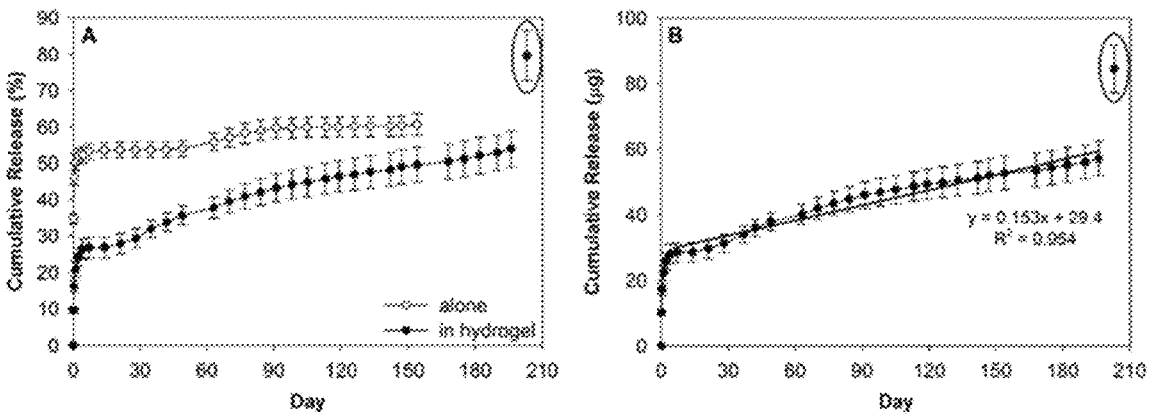 A
Cumulative Release (%)
90
80
70
60
50
40
30
20
10
0
0 30 60 90 120 150 180 210
Day
alone
in hydrogel
B
Cumulative Release (µg)
100
80
60
40
20
0
0 30 60 90 120 150 180 210
Day
y = 0.153x + 29.4
R² = 0.964